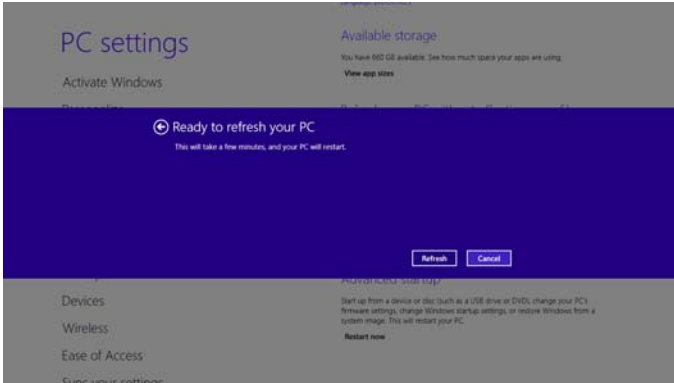 PC settings
Activate Windows
Available storage
You have 660 GB available. See how much space your apps are using.
View app sizes
Ready to refresh your PC
This will take a few minutes, and your PC will restart.
Refresh
Cancel
Devices
Wireless
Ease of Access
Sync your settings
Advanced startup
Start up from a device or disc (such as a USB drive or DVD), change your PC's
firmware settings, change Windows startup settings, or restore Windows from a
system image. This will restart your PC.
Restart now